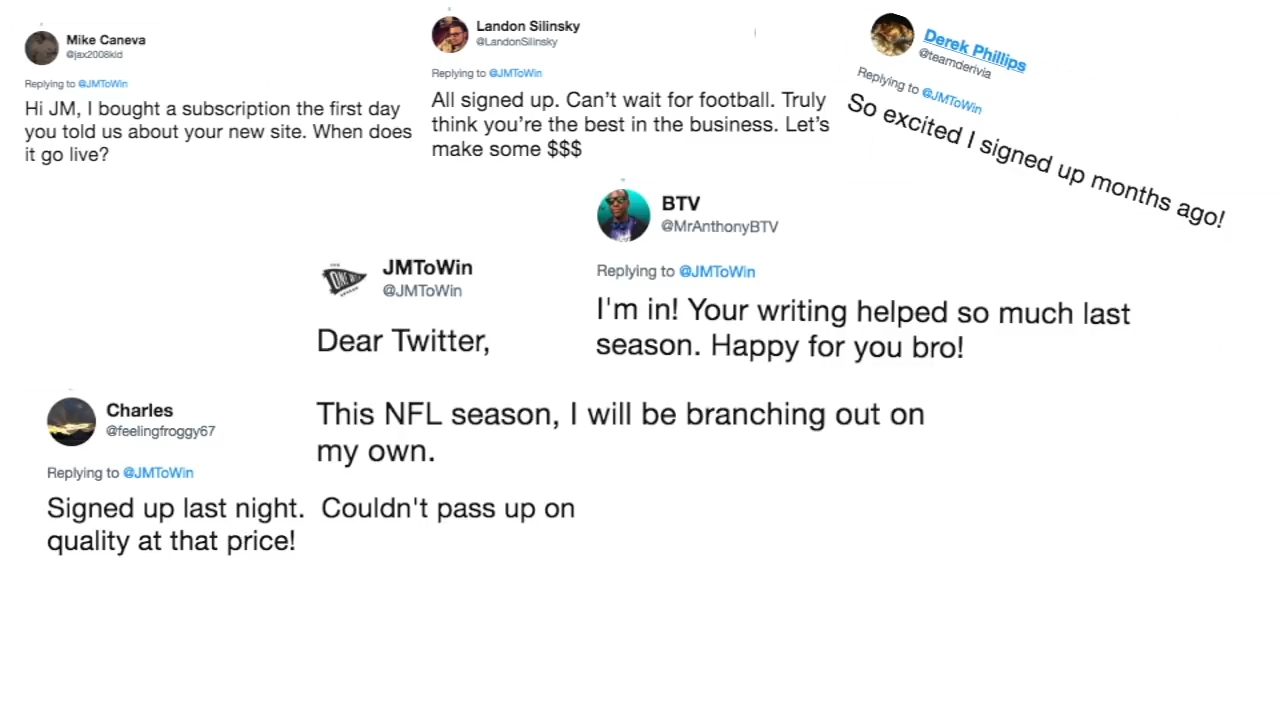 Mike Caneva
@jax2008kid
Replying to @JMToWin
Hi JM, I bought a subscription the first day
you told us about your new site. When does
it go live?
Landon Silinsky
@LandonSilinsky
Replying to @JMToWin
All signed up. Can’t wait for football. Truly
think you’re the best in the business. Let’s
make some $$$
Derek Phillips
@teamderivia
Replying to @JMToWin
So excited I signed up months ago!
BTV
@MrAnthonyBTV
Replying to @JMToWin
I'm in! Your writing helped so much last
season. Happy for you bro!
JMToWin
@JMToWin
Dear Twitter,
This NFL season, I will be branching out on
my own.
Charles
@feelingfroggy67
Replying to @JMToWin
Signed up last night.  Couldn't pass up on
quality at that price!